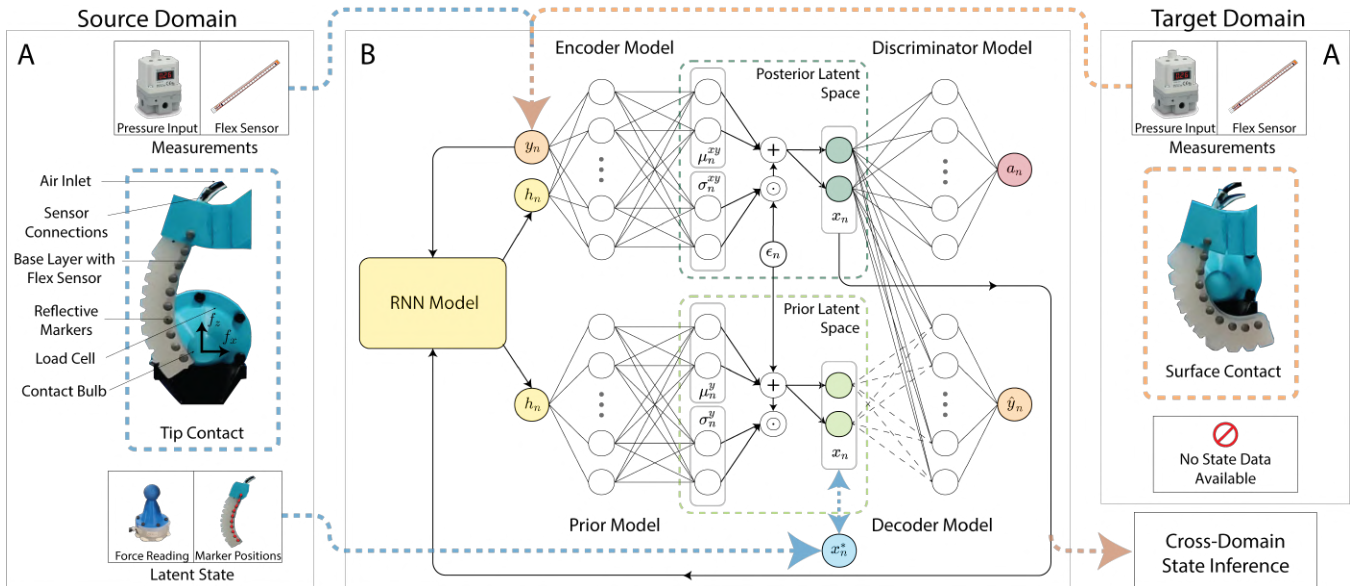 Source Domain
A
Pressure Input
Flex Sensor
Measurements
Air Inlet
Sensor
Connections
Base Layer with
Flex Sensor
Reflective
Markers
Load Cell
Contact Bulb
f_z
f_x
Tip Contact
Force Reading
Marker Positions
Latent State
B
Encoder Model
Discriminator Model
Posterior Latent
Space
y_n
h_n
μ_n^{xy}
σ_n^{xy}
+
⊙
x_n
a_n
ϵ_n
RNN Model
Prior Latent
Space
h_n
μ_n^y
σ_n^y
+
⊙
x_n
ŷ_n
Prior Model
Decoder Model
x_n^*
Target Domain
A
Pressure Input
Flex Sensor
Measurements
Surface Contact
No State Data
Available
Cross-Domain
State Inference